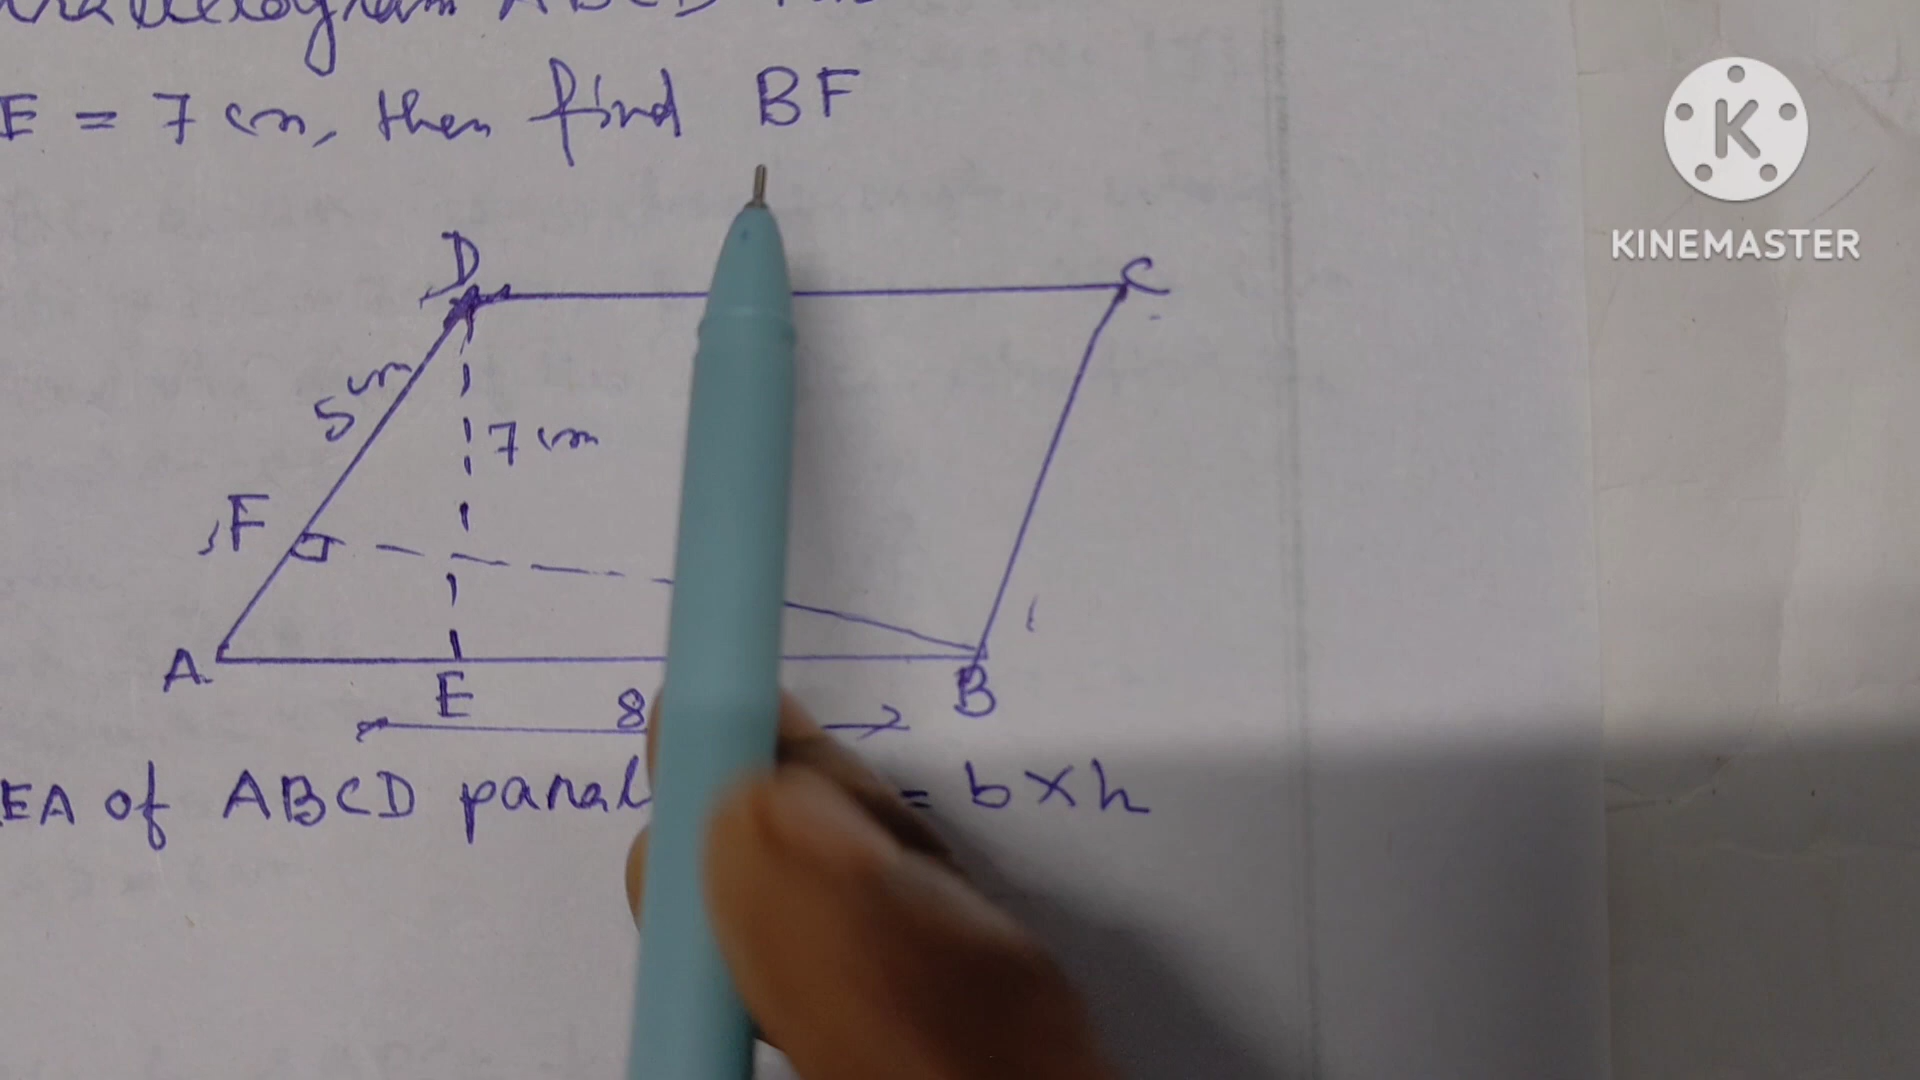 E = 7 cm, then find BF
D
C
5 cm
7 cm
F
A
E
B
8
EA of ABCD paral = b×h
K
KINEMASTER